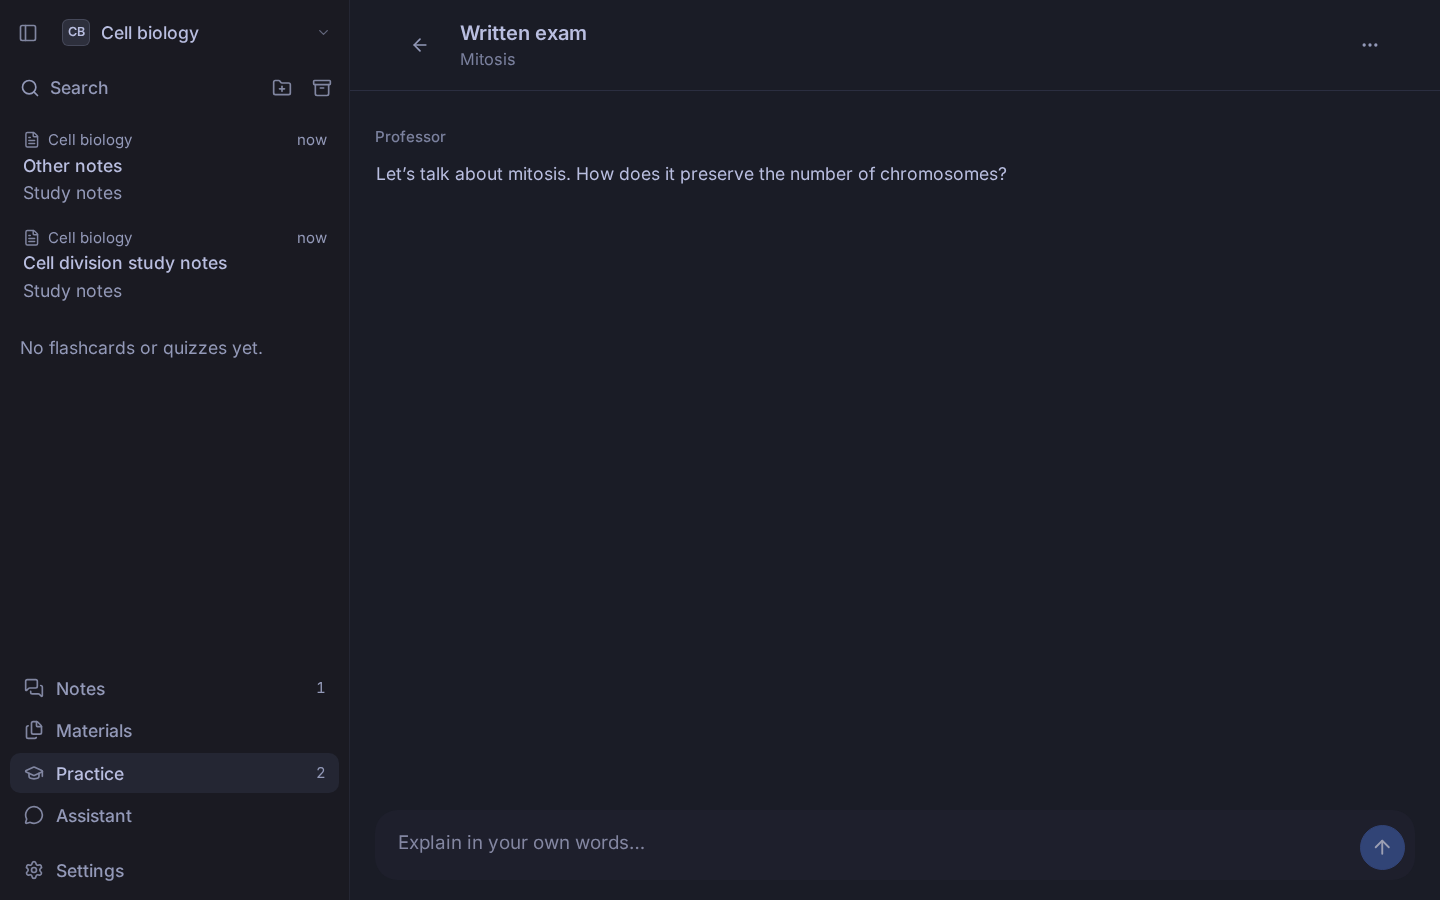 CB Cell biology
Search
Cell biology now
Other notes
Study notes
Cell biology now
Cell division study notes
Study notes
No flashcards or quizzes yet.
Notes 1
Materials
Practice 2
Assistant
Settings
Written exam
Mitosis
Professor
Let’s talk about mitosis. How does it preserve the number of chromosomes?
Explain in your own words...